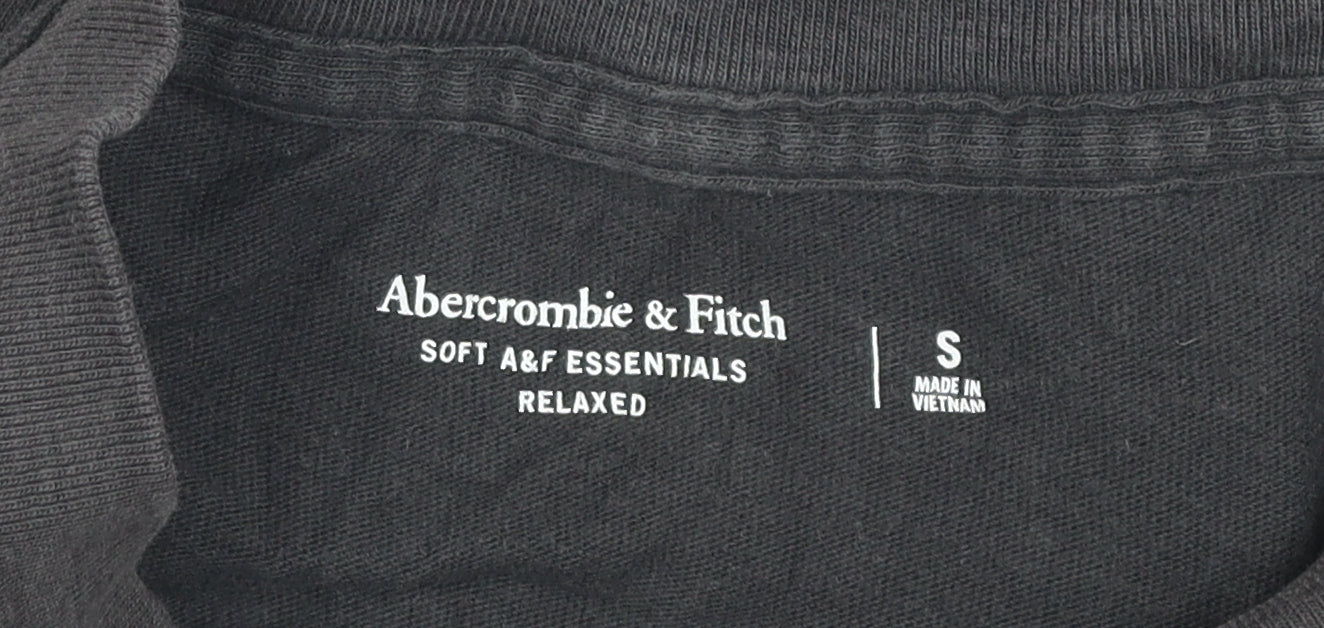 Abercrombie & Fitch
SOFT A&F ESSENTIALS
RELAXED
S
MADE IN
VIETNAM